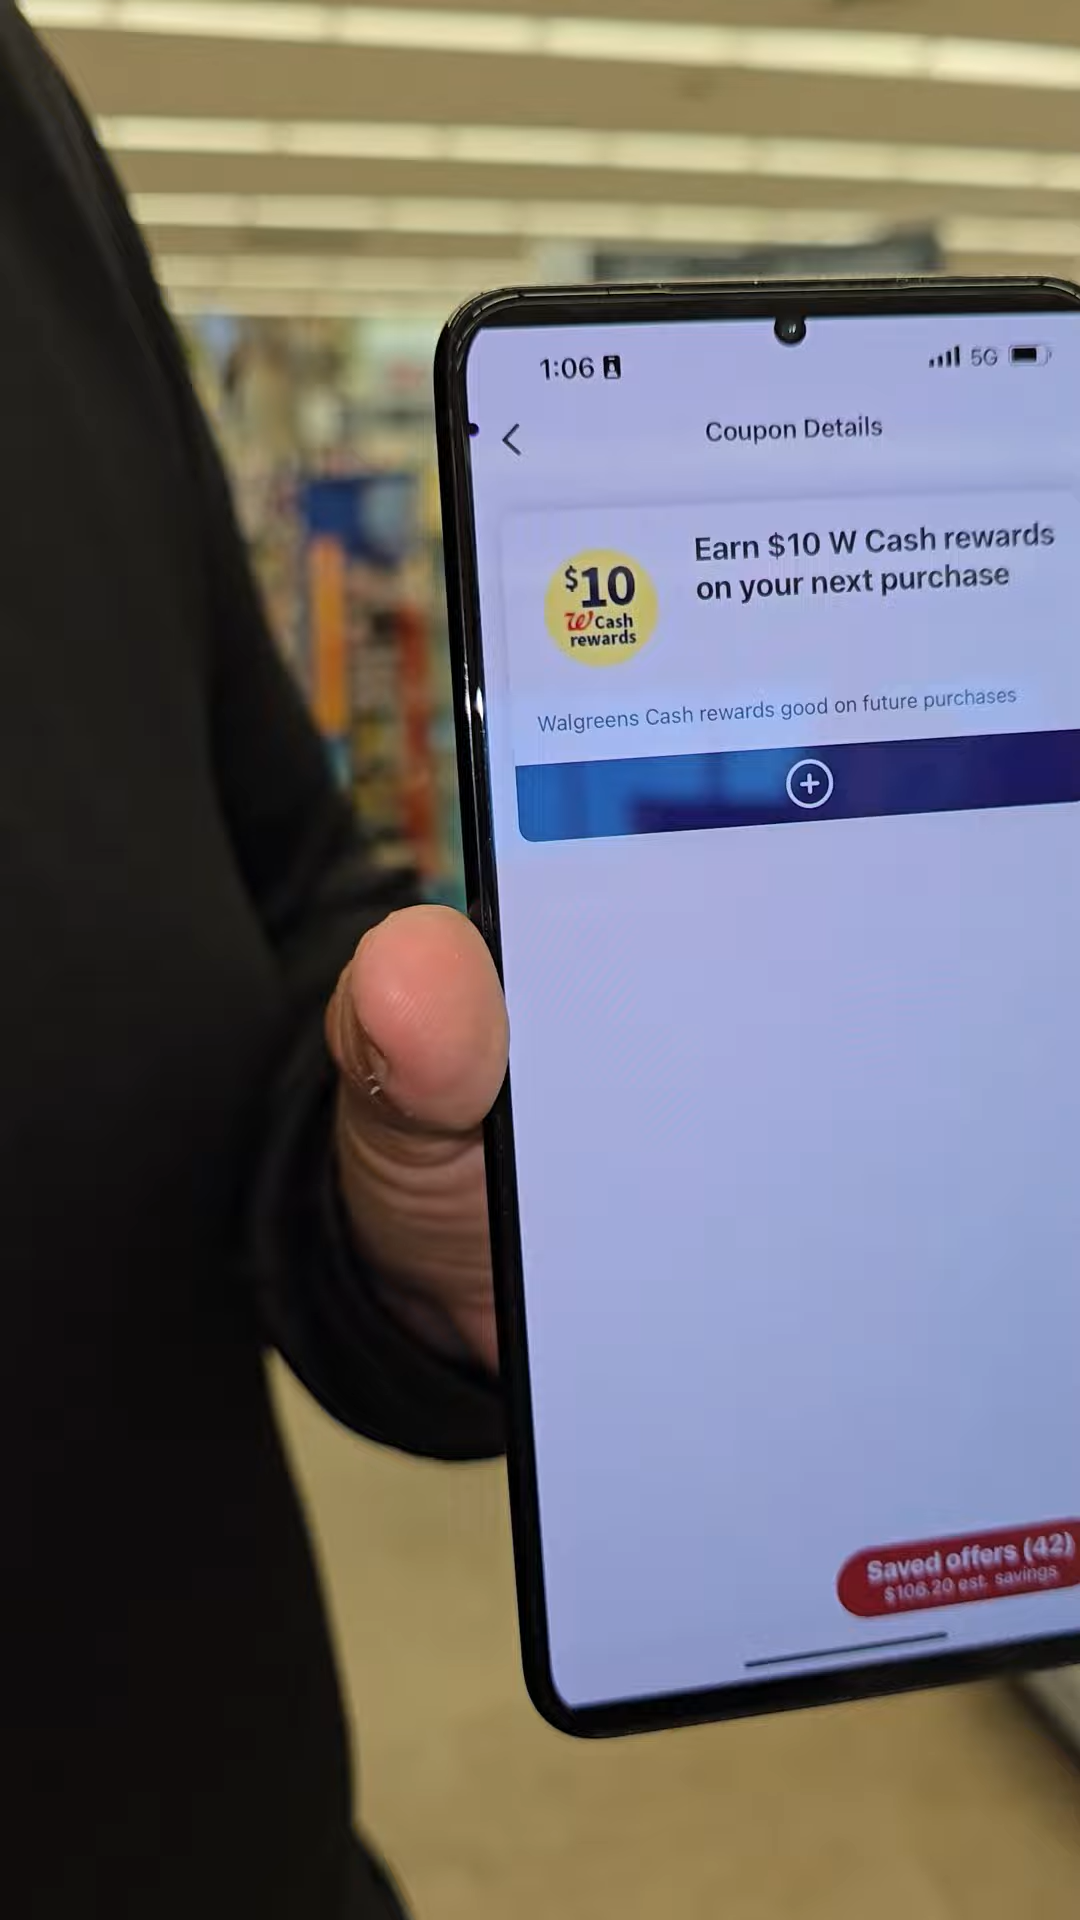 1:06
5G
Coupon Details
$10
W Cash
rewards
Earn $10 W Cash rewards
on your next purchase
Walgreens Cash rewards good on future purchases
Saved offers (42)
$106.20 est. savings